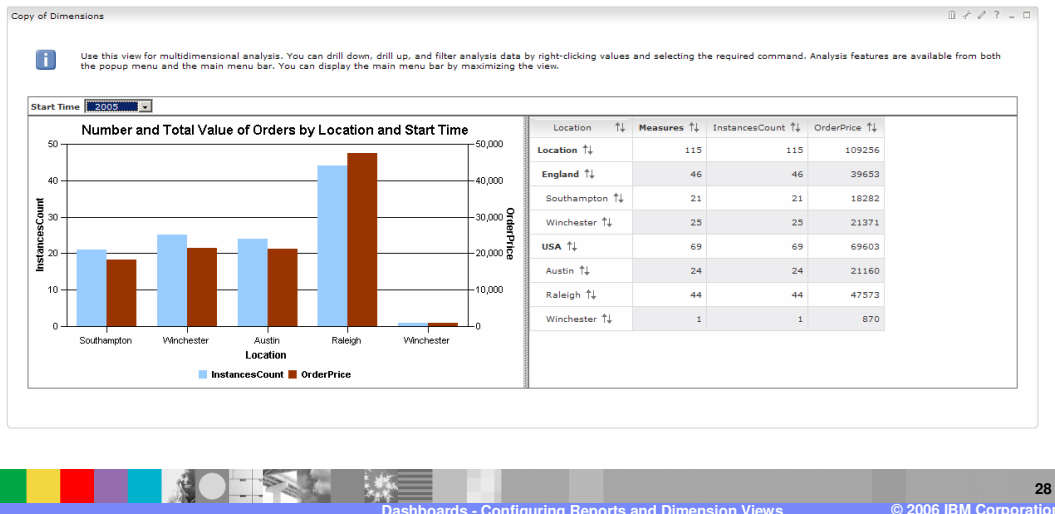 Copy of Dimensions
Use this view for multidimensional analysis. You can drill down, drill up, and filter analysis data by right-clicking values and selecting the required command. Analysis features are available from both
the popup menu and the main menu bar. You can display the main menu bar by maximizing the view.
Start Time 2005
Number and Total Value of Orders by Location and Start Time
50
40
30
20
10
0
InstancesCount
50,000
40,000
30,000
20,000
10,000
0
OrderPrice
Southampton Winchester Austin Raleigh Winchester
Location
InstancesCount OrderPrice
Location Measures InstancesCount OrderPrice
Location 115 115 109256
England 46 46 39653
Southampton 21 21 18282
Winchester 25 25 21371
USA 69 69 69603
Austin 24 24 21160
Raleigh 44 44 47573
Winchester 1 1 870
28
Dashboards - Configuring Reports and Dimension Views © 2006 IBM Corporation